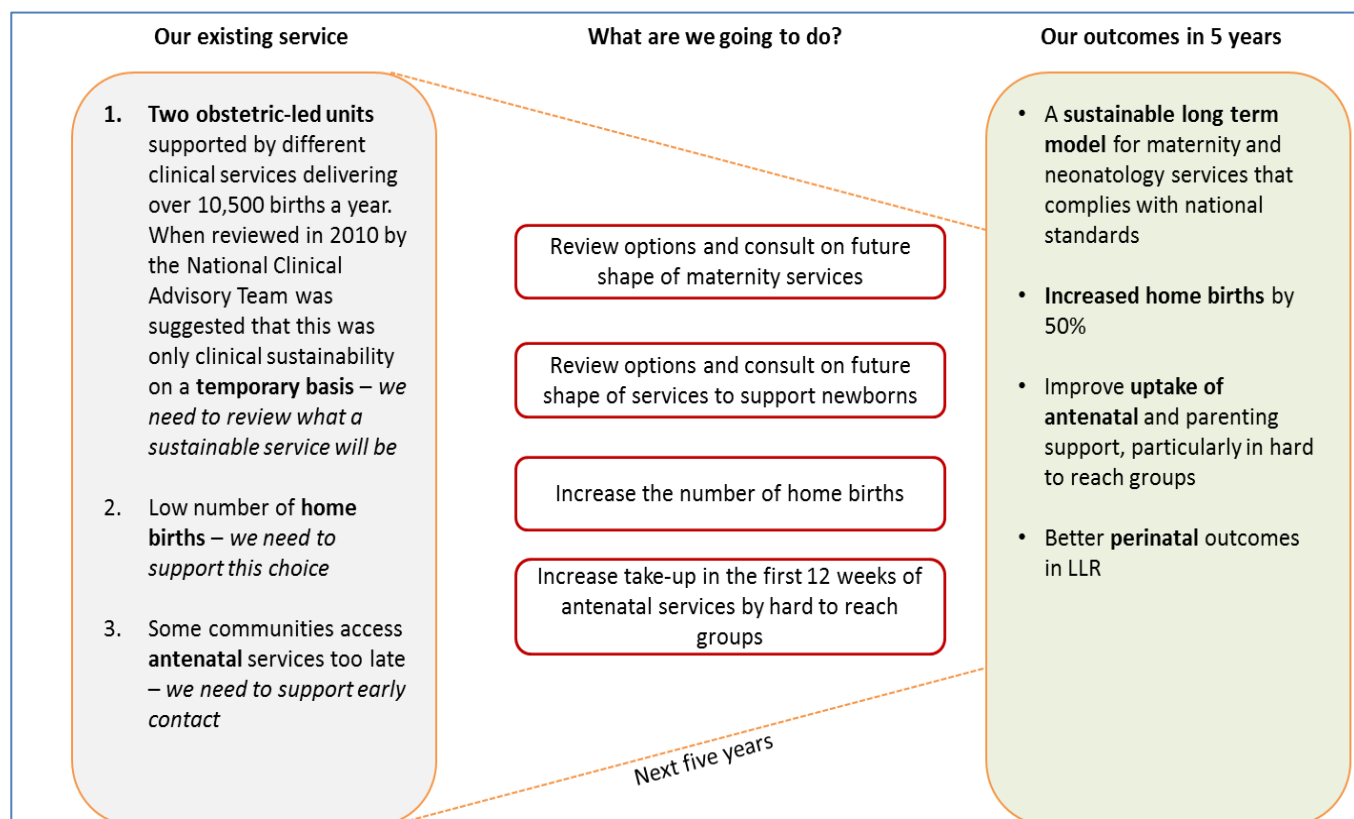 Our existing service
What are we going to do?
Our outcomes in 5 years
1. Two obstetric-led units
supported by different
clinical services delivering
over 10,500 births a year.
When reviewed in 2010 by
the National Clinical
Advisory Team was
suggested that this was
only clinical sustainability
on a temporary basis – we
need to review what a
sustainable service will be
2. Low number of home
births – we need to
support this choice
3. Some communities access
antenatal services too late
– we need to support early
contact
Review options and consult on future
shape of maternity services
Review options and consult on future
shape of services to support newborns
Increase the number of home births
Increase take-up in the first 12 weeks of
antenatal services by hard to reach
groups
Next five years
• A sustainable long term
model for maternity and
neonatology services that
complies with national
standards
• Increased home births by
50%
• Improve uptake of
antenatal and parenting
support, particularly in hard
to reach groups
• Better perinatal outcomes
in LLR